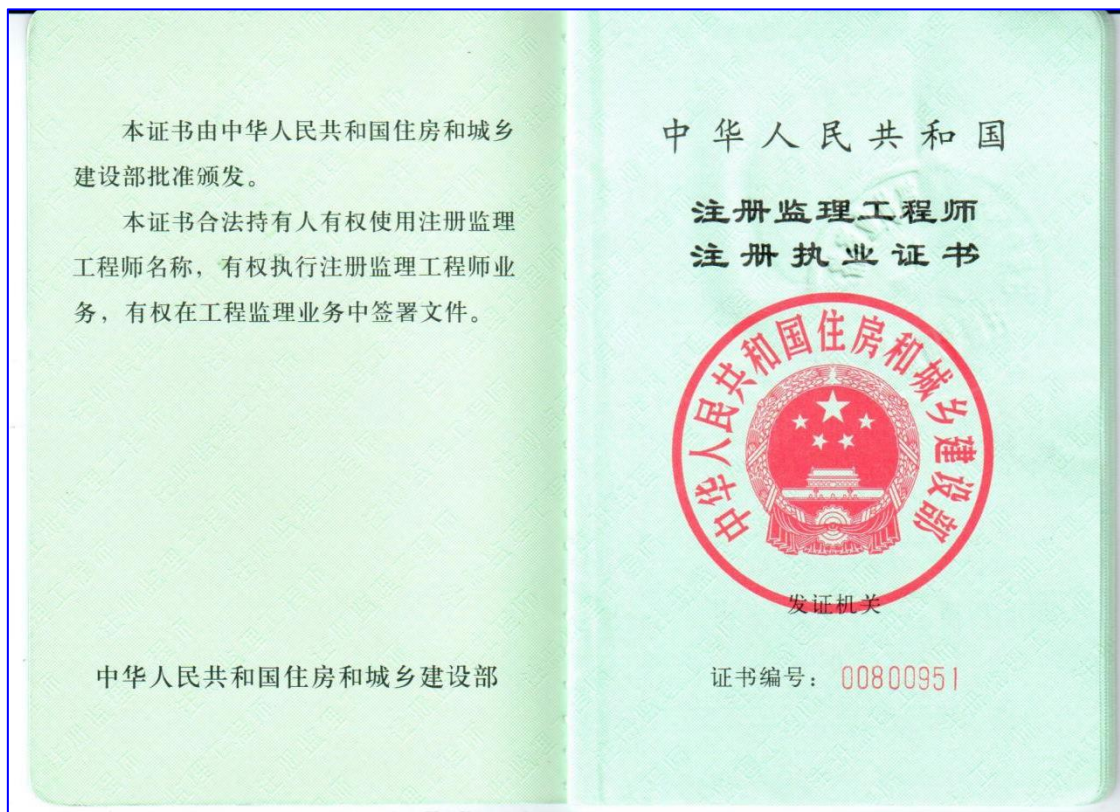 本证书由中华人民共和国住房和城乡
建设部批准颁发。
本证书合法持有人有权使用注册监理
工程师名称，有权执行注册监理工程师业
务，有权在工程监理业务中签署文件。
中华人民共和国住房和城乡建设部
中华人民共和国
注册监理工程师
注册执业证书
中华人民共和国住房和城乡建设部
发证机关
证书编号：00800951